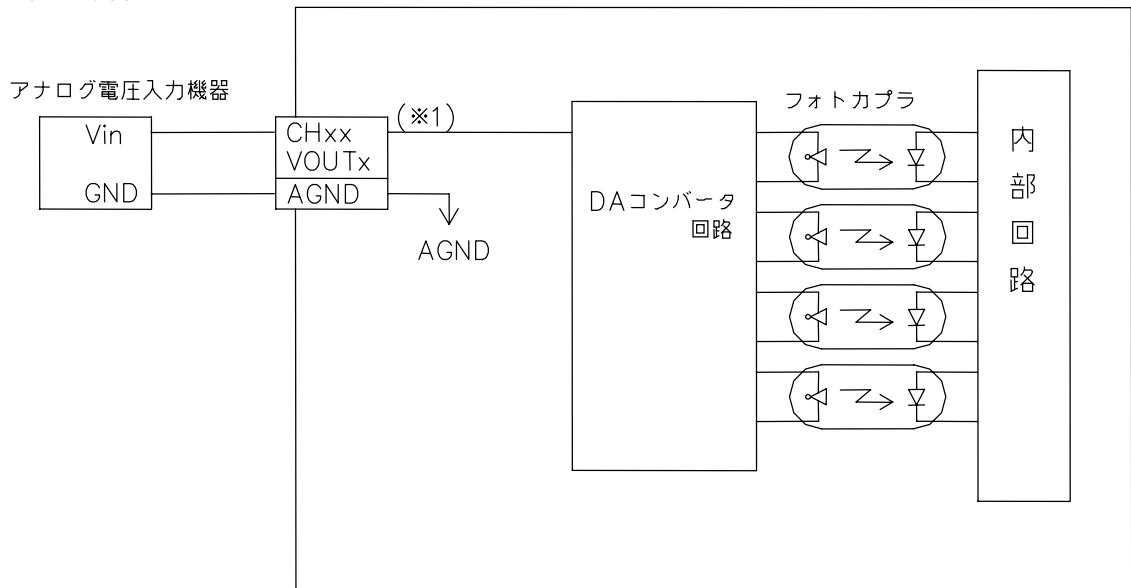 アナログ電圧入力機器
Vin
GND
CHxx
VOUTx
AGND
(※1)
AGND
DAコンバータ
回路
フォトカプラ
内部回路